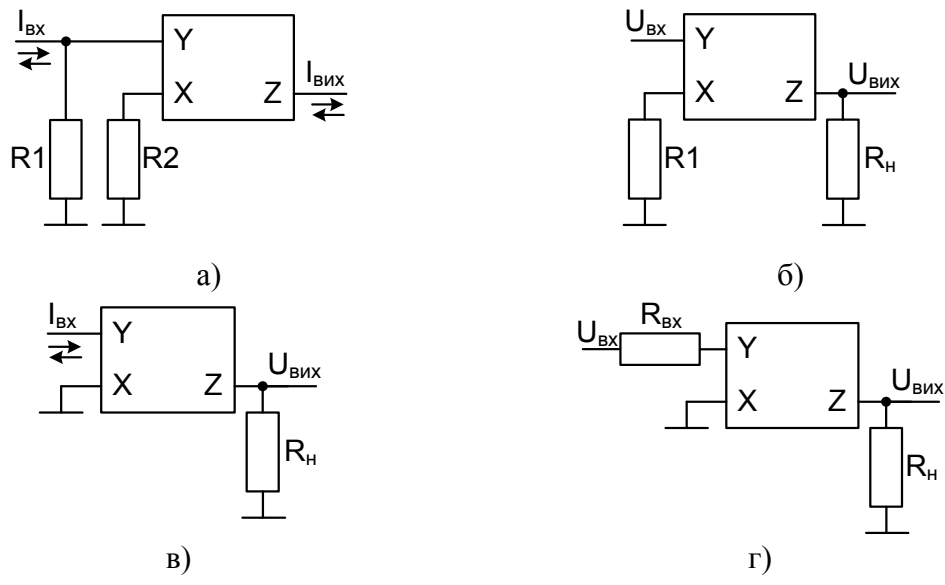 Iвх
Y
Iвих
X
Z
R1
R2
а)
Uвх
Y
Uвих
X
Z
R1
Rн
б)
Iвх
Y
Uвих
X
Z
Rн
в)
Rвх
Uвх
Y
Uвих
X
Z
Rн
г)